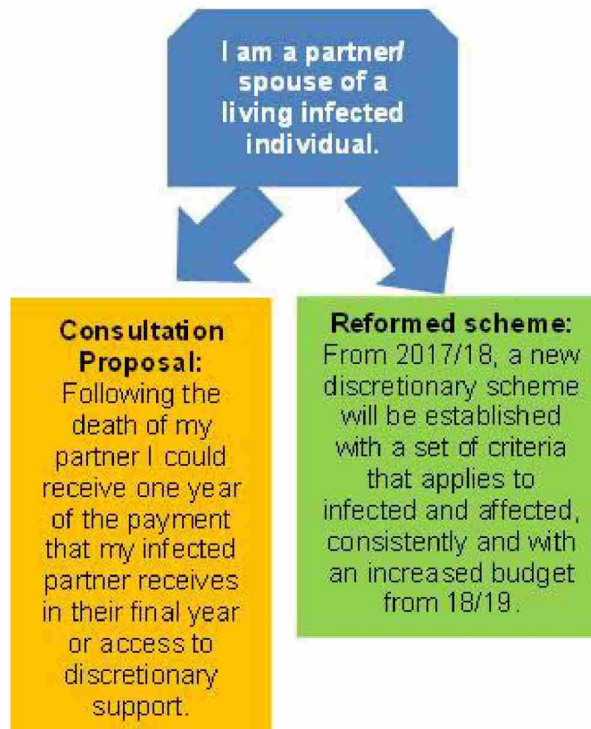 I am a partner/
spouse of a
living infected
individual.
Consultation
Proposal:
Following the
death of my
partner I could
receive one year
of the payment
that my infected
partner receives
in their final year
or access to
discretionary
support.
Reformed scheme:
From 2017/18, a new
discretionary scheme
will be established
with a set of criteria
that applies to
infected and affected,
consistently and with
an increased budget
from 18/19.